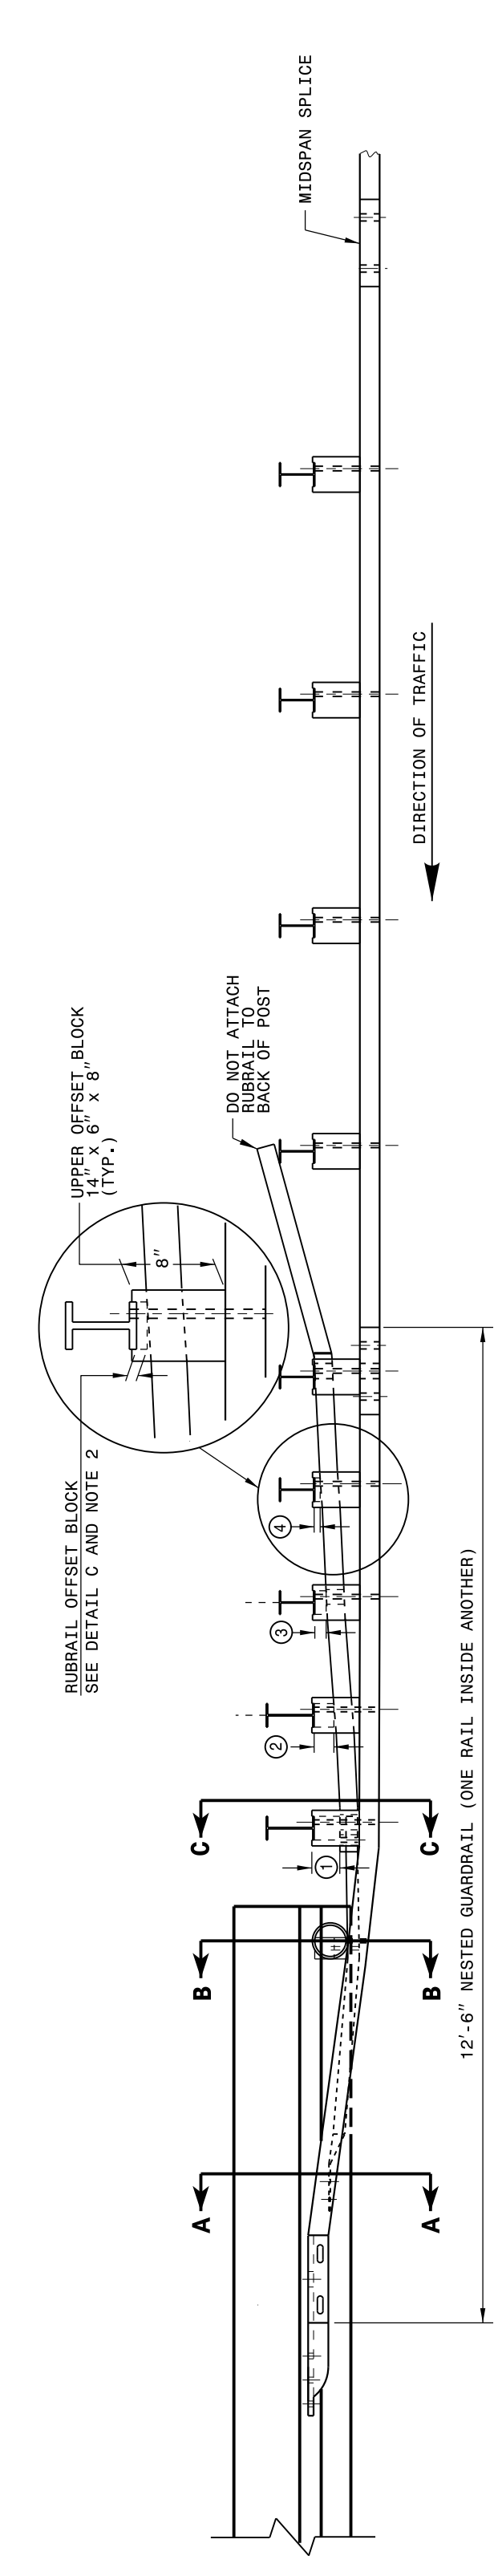 MIDSPAN SPLICE
DIRECTION OF TRAFFIC
DO NOT ATTACH
RUBRAIL TO
BACK OF POST
UPPER OFFSET BLOCK
14" x 6" x 8"
(TYP.)
8"
RUBRAIL OFFSET BLOCK
SEE DETAIL C AND NOTE 2
4
3
2
1
12'-6" NESTED GUARDRAIL (ONE RAIL INSIDE ANOTHER)
C
C
B
B
A
A